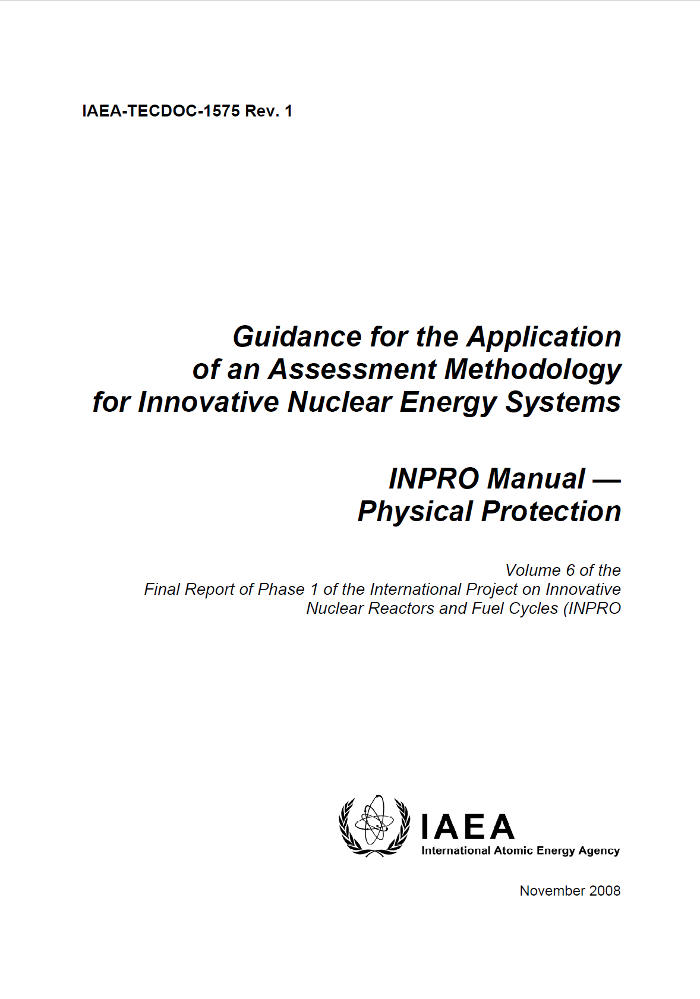 IAEA-TECDOC-1575 Rev. 1
Guidance for the Application
of an Assessment Methodology
for Innovative Nuclear Energy Systems
INPRO Manual —
Physical Protection
Volume 6 of the
Final Report of Phase 1 of the International Project on Innovative
Nuclear Reactors and Fuel Cycles (INPRO
IAEA
International Atomic Energy Agency
November 2008